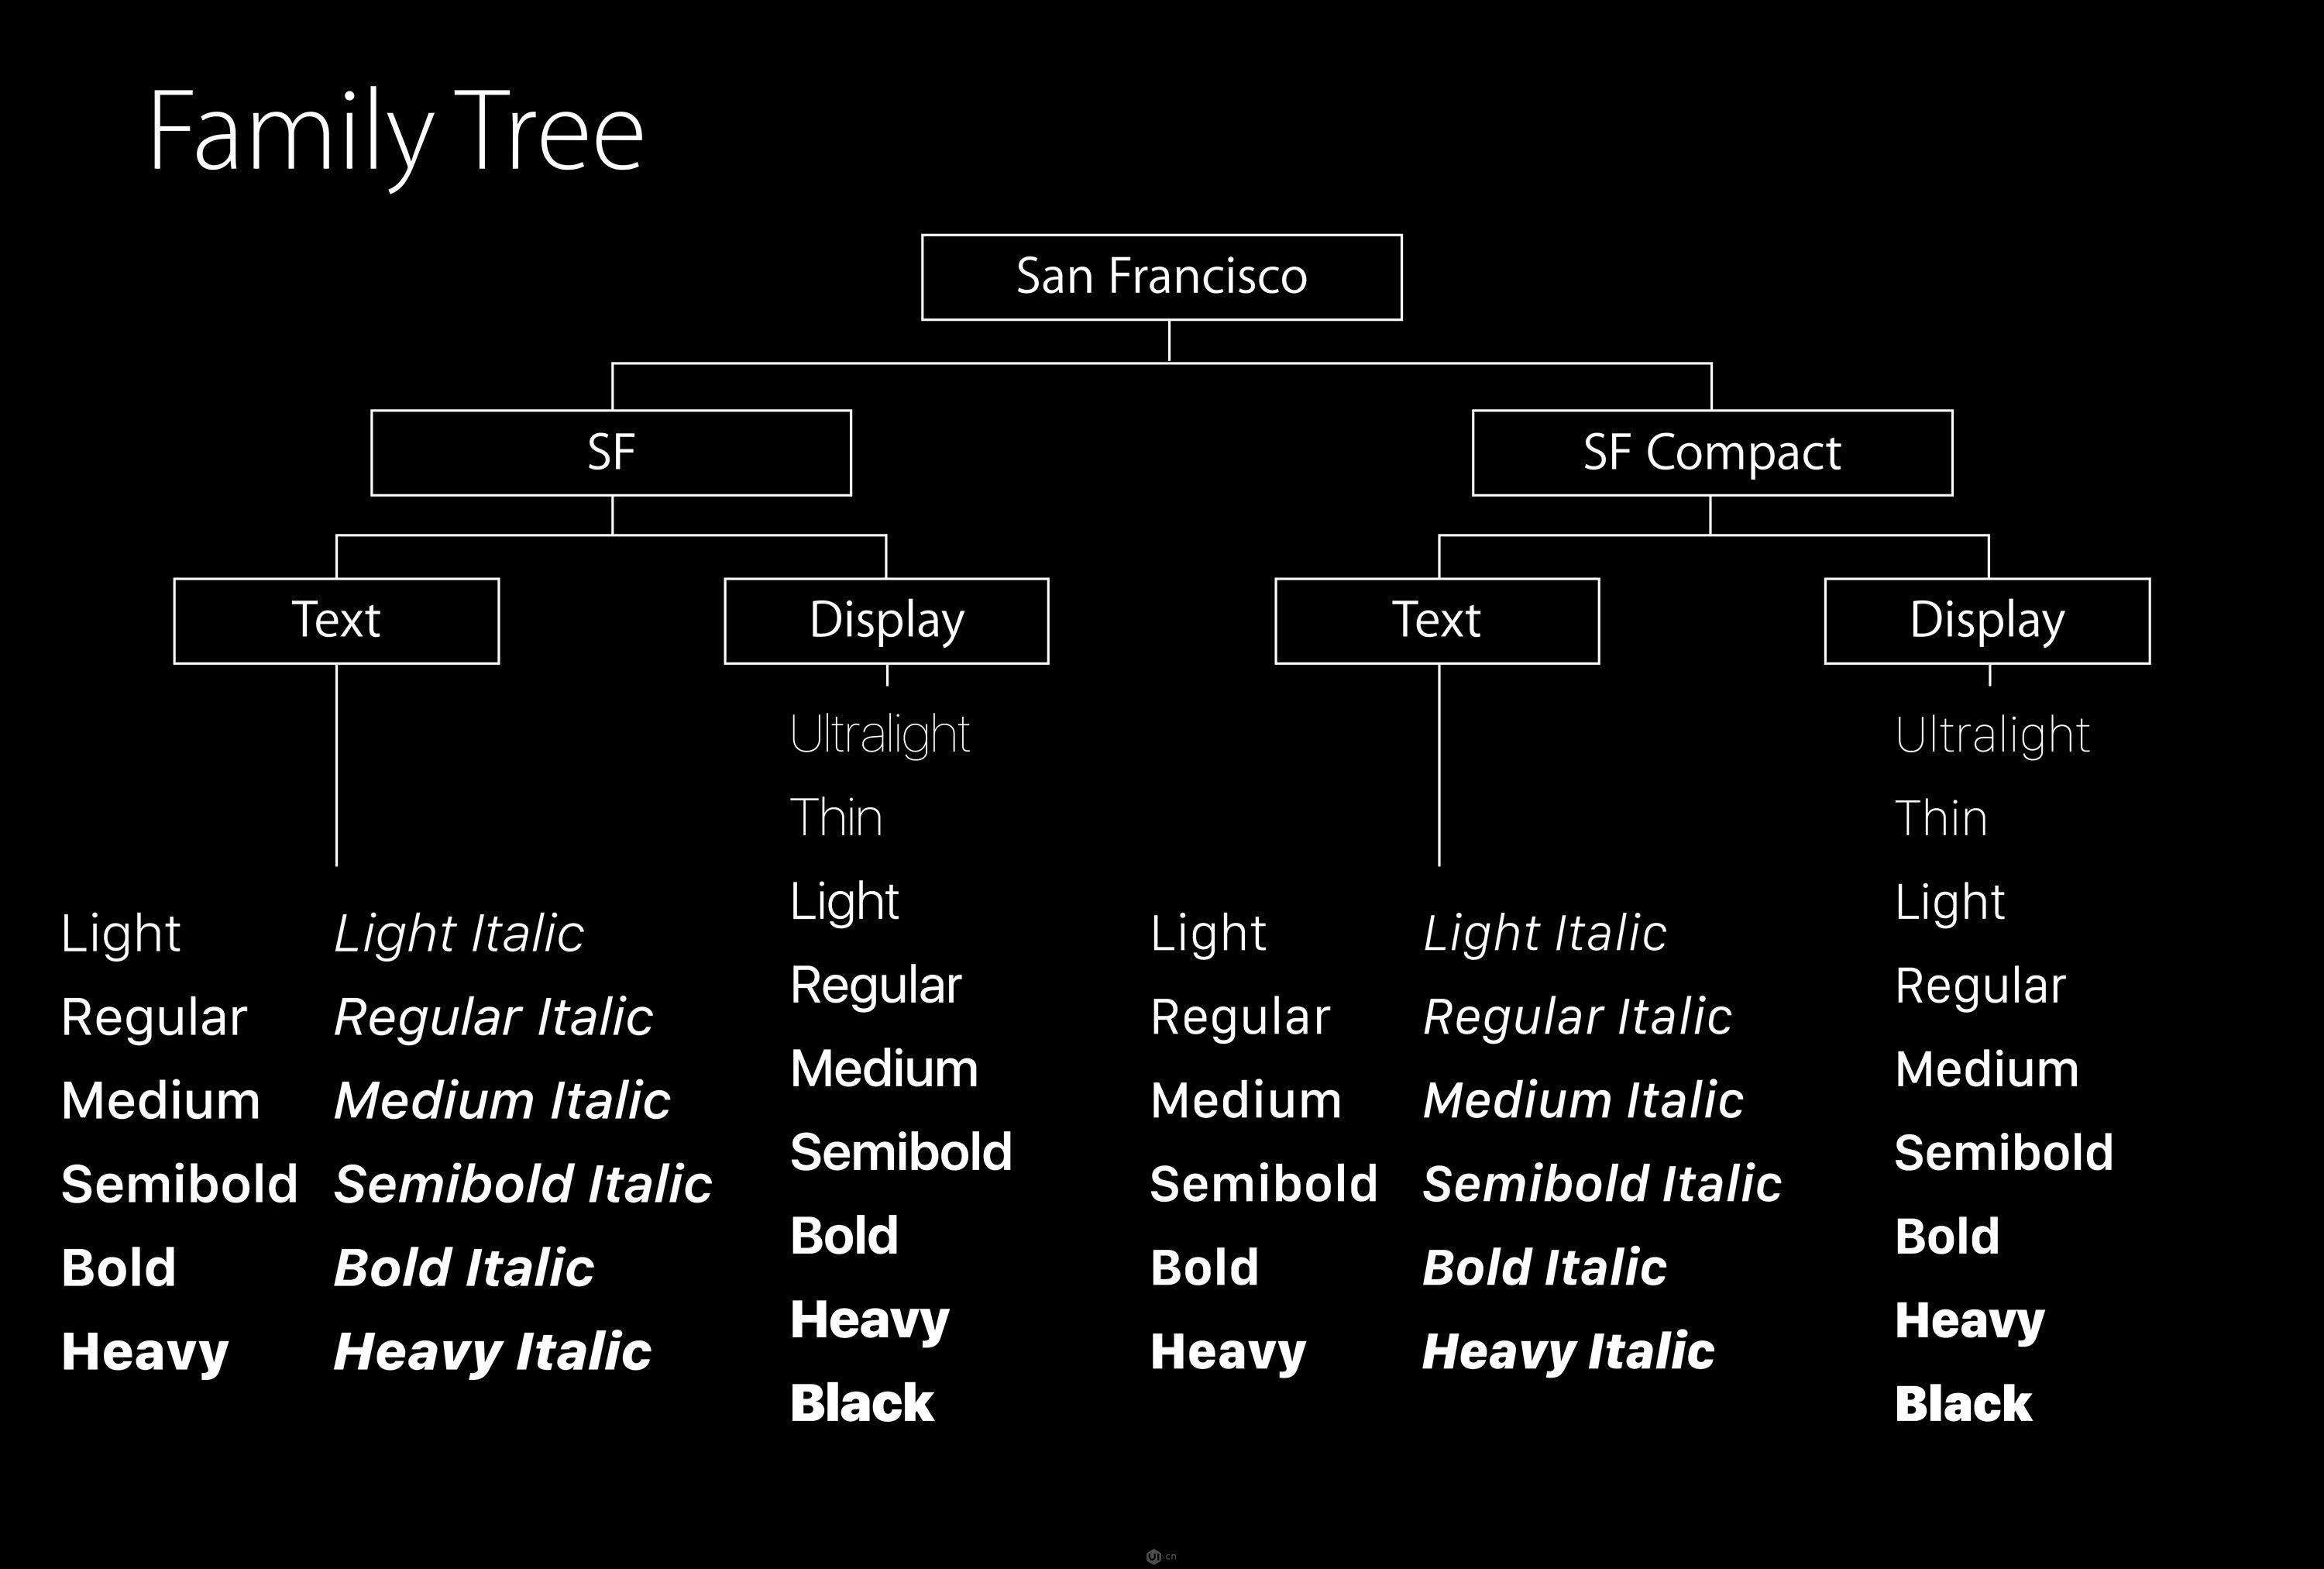 Family Tree
San Francisco
SF
SF Compact
Text
Display
Text
Display
Light
Regular
Medium
Semibold
Bold
Heavy
Light Italic
Regular Italic
Medium Italic
Semibold Italic
Bold Italic
Heavy Italic
Ultralight
Thin
Light
Regular
Medium
Semibold
Bold
Heavy
Black
Light
Regular
Medium
Semibold
Bold
Heavy
Light Italic
Regular Italic
Medium Italic
Semibold Italic
Bold Italic
Heavy Italic
Ultralight
Thin
Light
Regular
Medium
Semibold
Bold
Heavy
Black
UI·cn